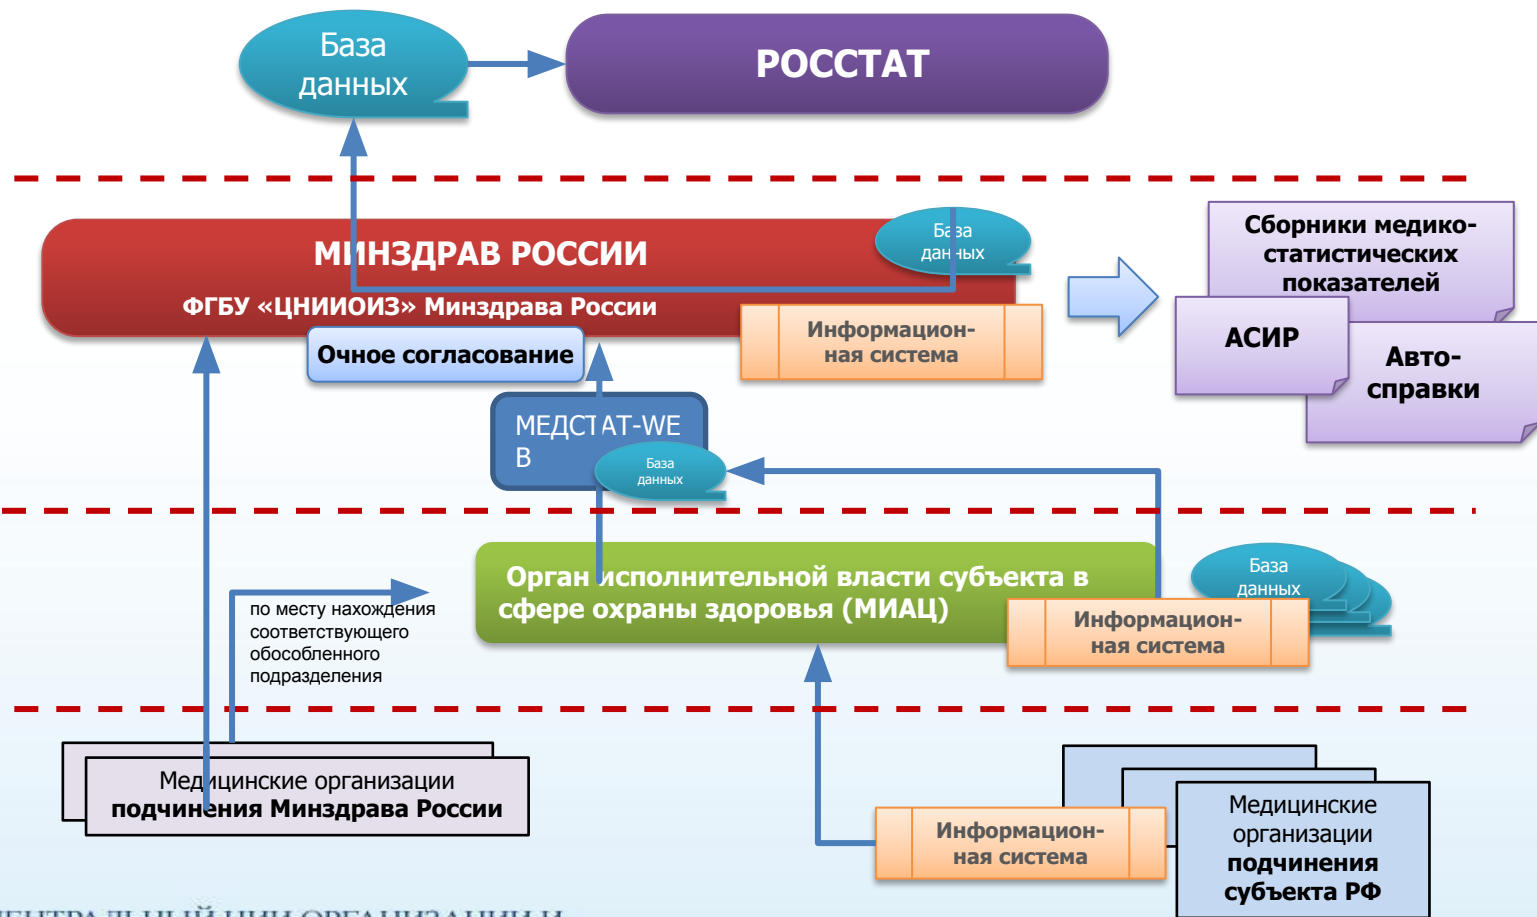 База
данных
РОССТАТ
МИНЗДРАВ РОССИИ
ФГБУ «ЦНИИОИЗ» Минздрава России
База
данных
Информацион-
ная система
Очное согласование
Сборники медико-
статистических
показателей
АСИР
Авто-
справки
МЕДСТАТ-WE
B
База
данных
Орган исполнительной власти субъекта в
сфере охраны здоровья (МИАЦ)
База
данных
Информацион-
ная система
по месту нахождения
соответствующего
обособленного
подразделения
Медицинские организации
подчинения Минздрава России
Информацион-
ная система
Медицинские
организации
подчинения
субъекта РФ
ЦЕНТРАЛЬНЫЙ НИИ ОРГАНИЗАЦИИ И